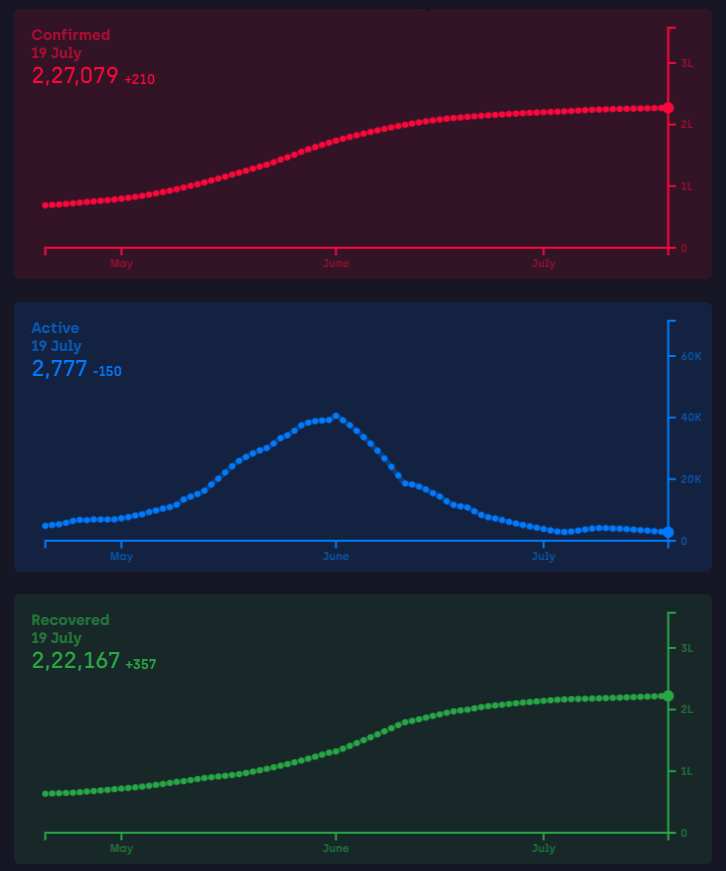 Confirmed
19 July
2,27,079 +210
3L
2L
1L
0
May June July
Active
19 July
2,777 -150
60K
40K
20K
0
May June July
Recovered
19 July
2,22,167 +357
3L
2L
1L
0
May June July